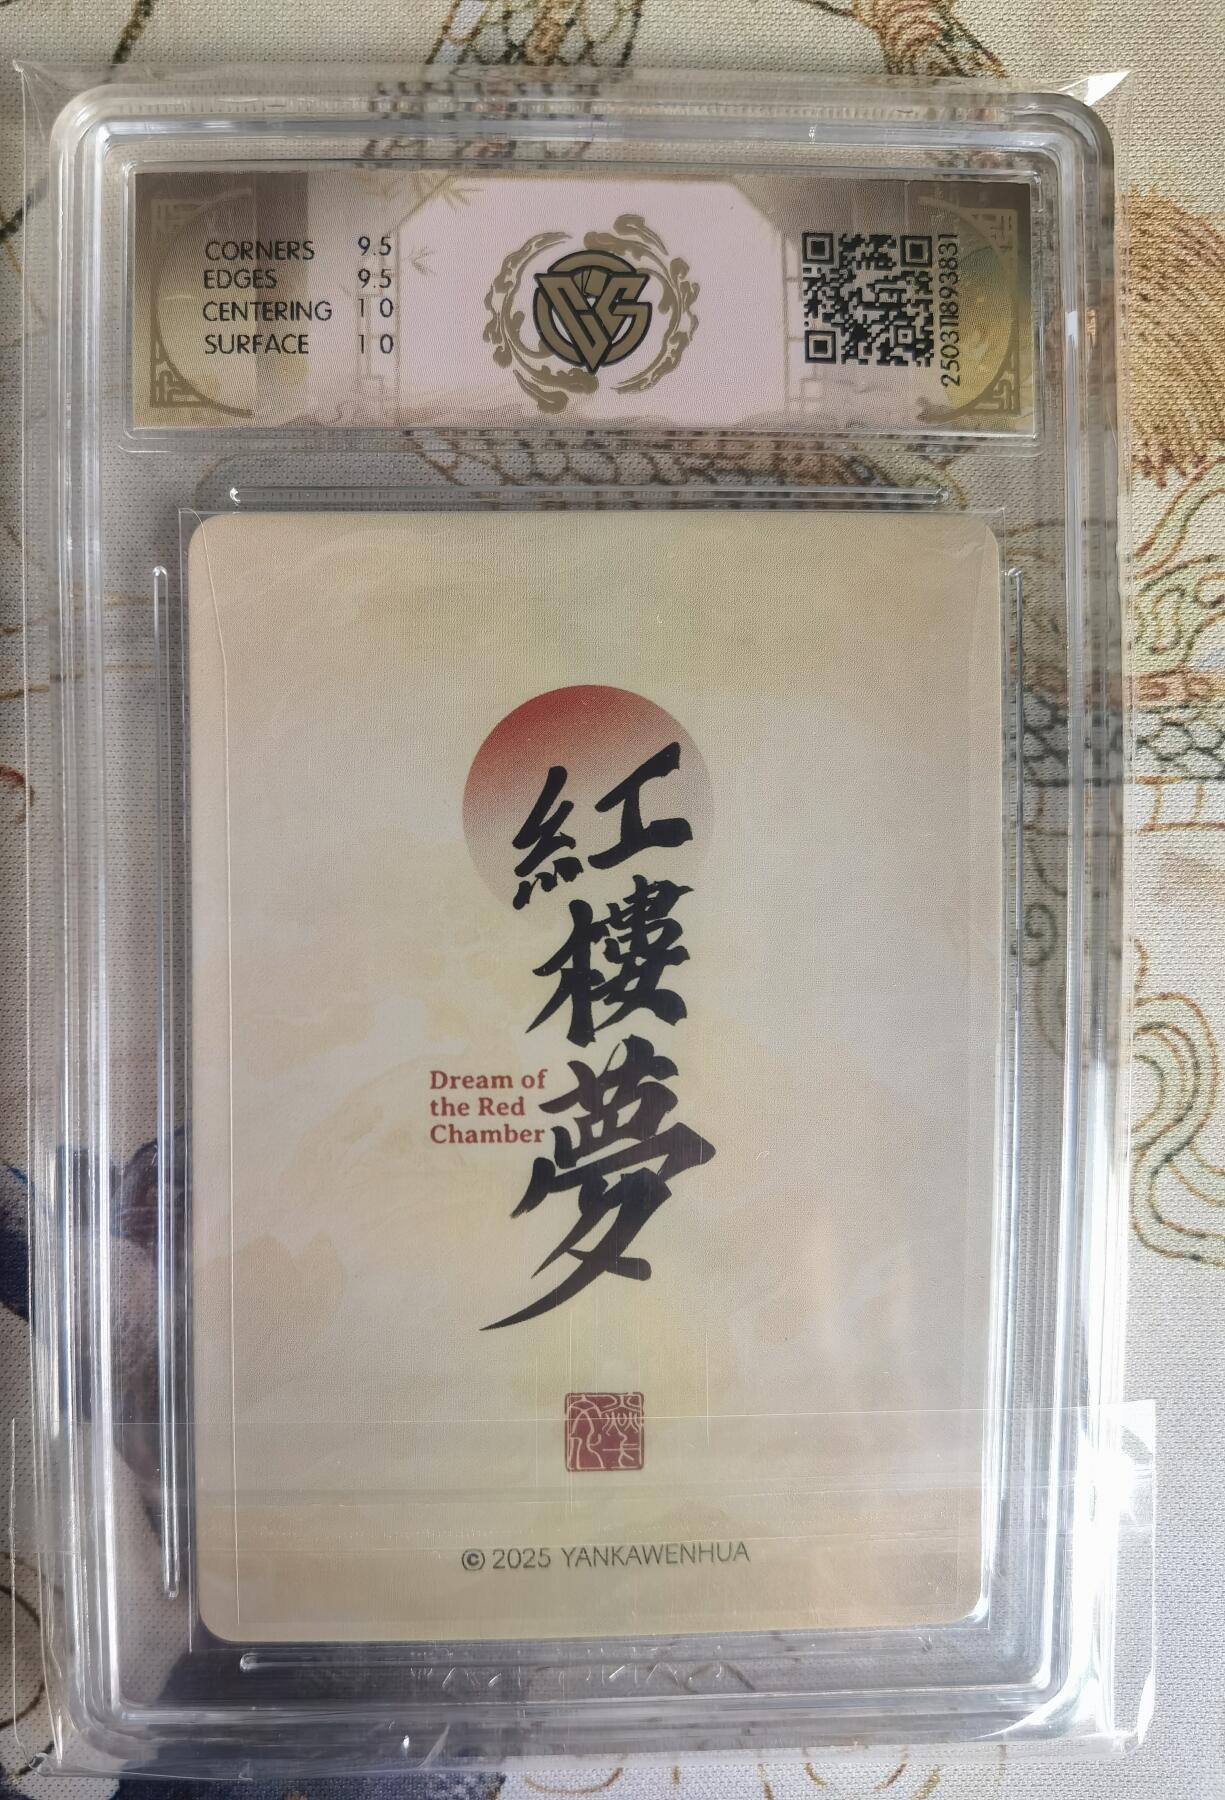 CORNERS 9.5
EDGES 9.5
CENTERING 10
SURFACE 10
25031893831
紅樓夢
Dream of
the Red
Chamber
© 2025 YANKAWENHUA